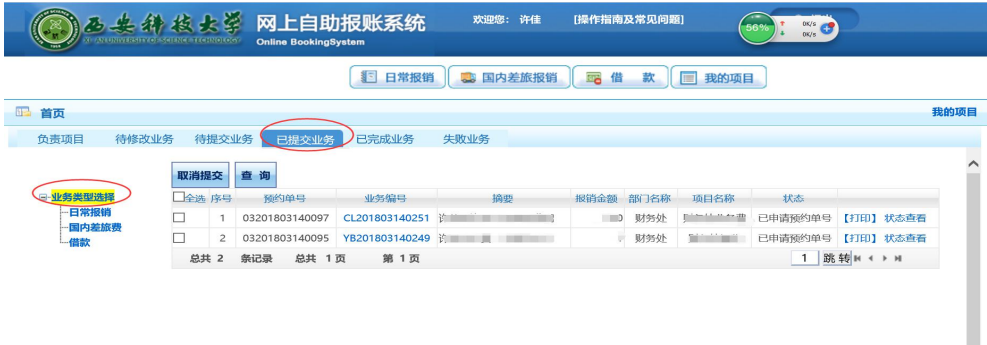 西安科技大学 网上自助报账系统 欢迎您： 许佳 [操作指南及常见问题]
XI'AN UNIVERSITY OF SCIENCE TECHNOLOGY Online BookingSystem 56% 0K/s
0K/s
日常报销 国内差旅报销 借 款 我的项目
首页 我的项目
负责项目 待修改业务 待提交业务 已提交业务 已完成业务 失败业务
取消提交 查 询
业务类型选择
日常报销
国内差旅费
借款
全选 序号 预约单号 业务编号 摘要 报销金额 部门名称 项目名称 状态
1 03201803140097 CL201803140251 财务处 已申请预约单号 【打印】 状态查看
2 03201803140095 YB201803140249 财务处 已申请预约单号 【打印】 状态查看
总共 2 条记录 总共 1 页 第 1 页 1 跳 转